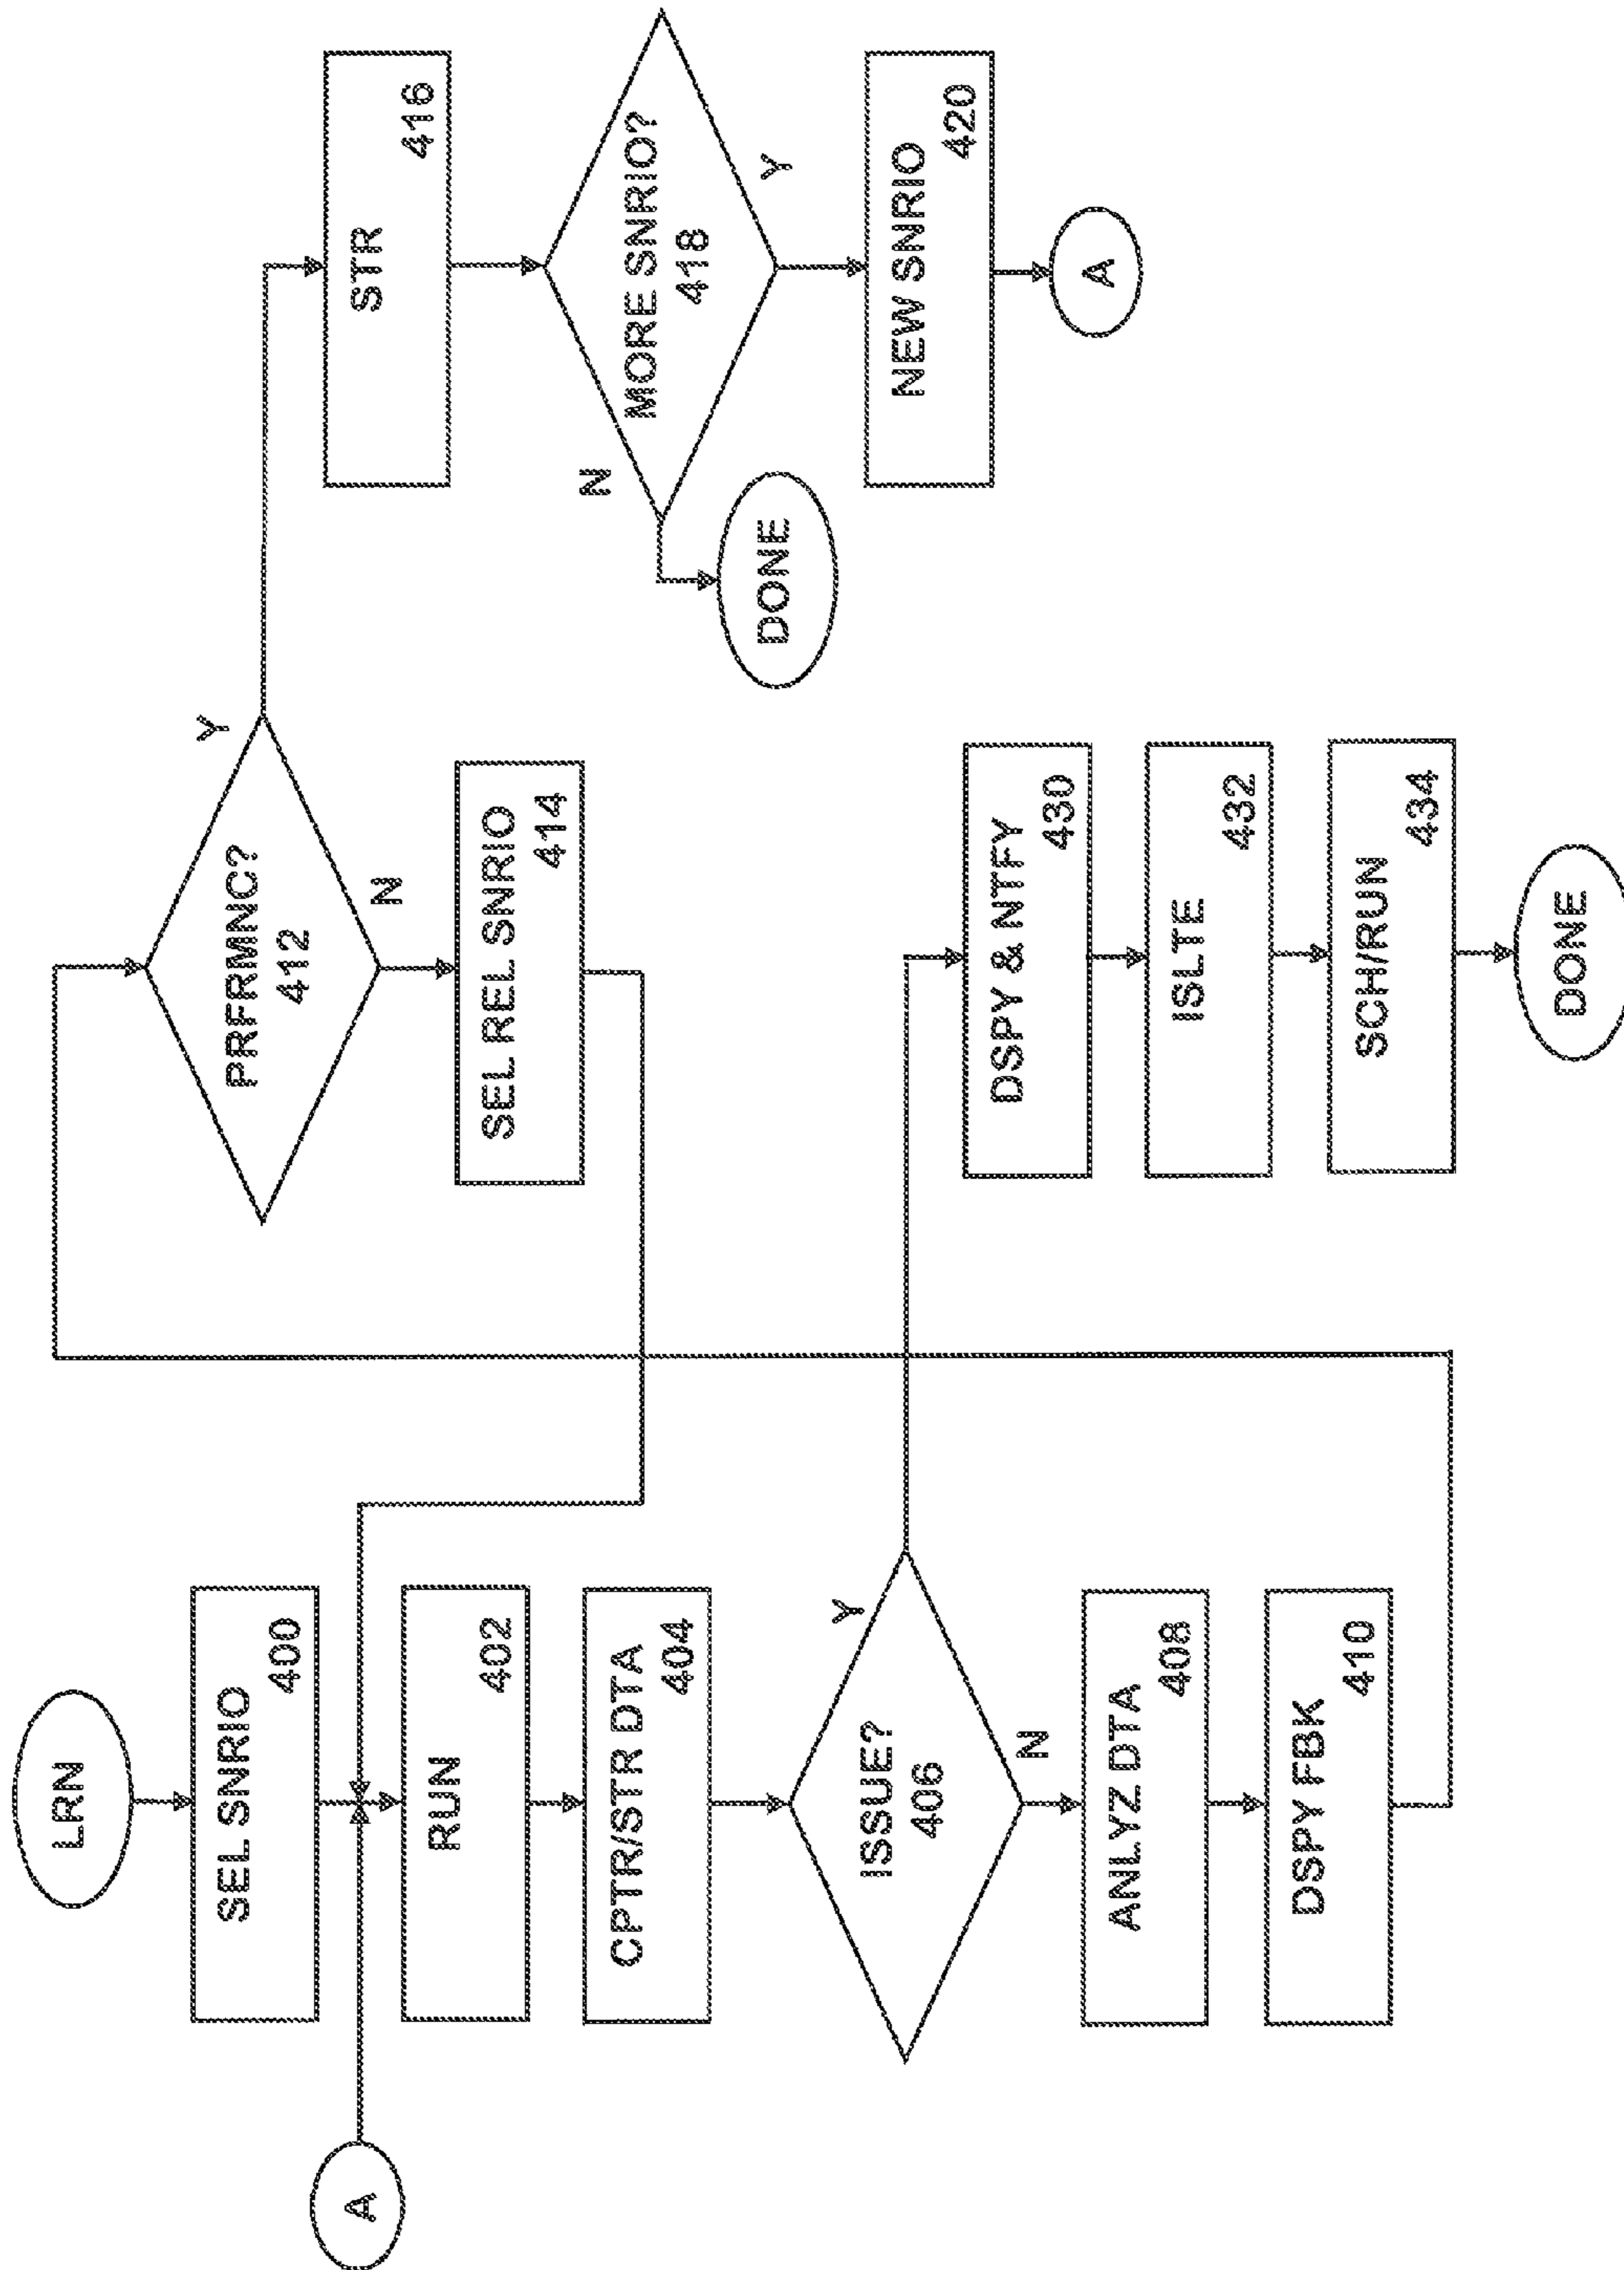 LRN
SEL SNRIO
400
A
RUN
402
CPTR/STR DTA
404
ISSUE?
406
Y
N
ANLYZ DTA
408
DSPY FBK
410
PRFRMNC?
412
Y
N
SEL REL SNRIO
414
DSPY & NTFY
430
ISLTE
432
SCH/RUN
434
DONE
STR
416
MORE SNRIO?
418
N
Y
DONE
NEW SNRIO
420
A